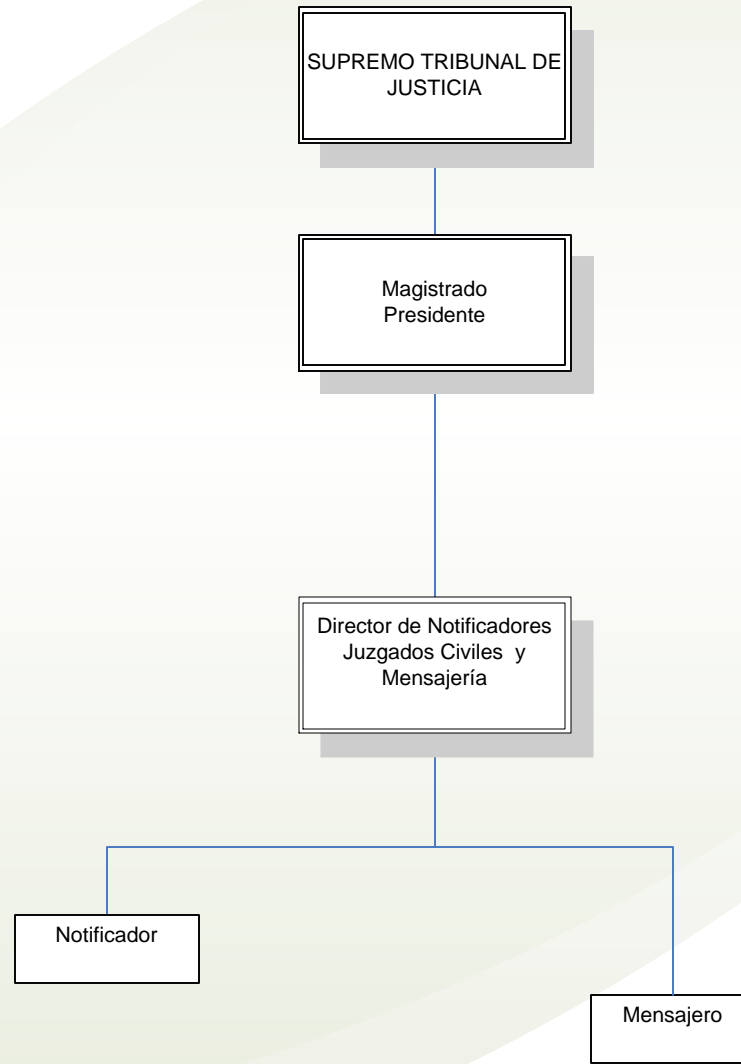 SUPREMO TRIBUNAL DE
JUSTICIA
Magistrado
Presidente
Director de Notificadores
Juzgados Civiles y
Mensajería
Notificador
Mensajero